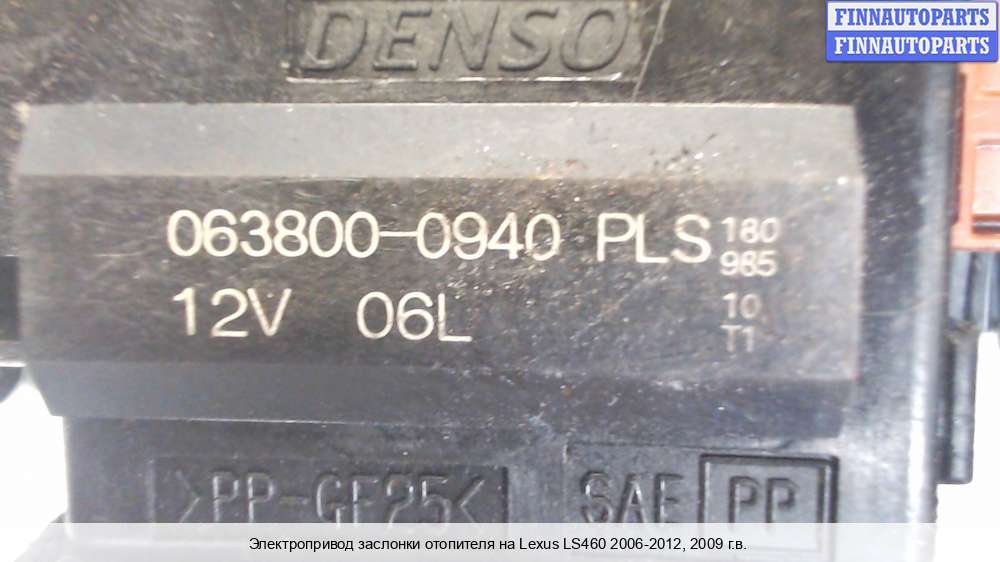 FINNAUTOPARTS
FINNAUTOPARTS
DENSO
063800-0940 PLS 180
985
12V 06L 10
T1
>PP-GF25<
SAE PP
Электропривод заслонки отопителя на Lexus LS460 2006-2012, 2009 г.в.